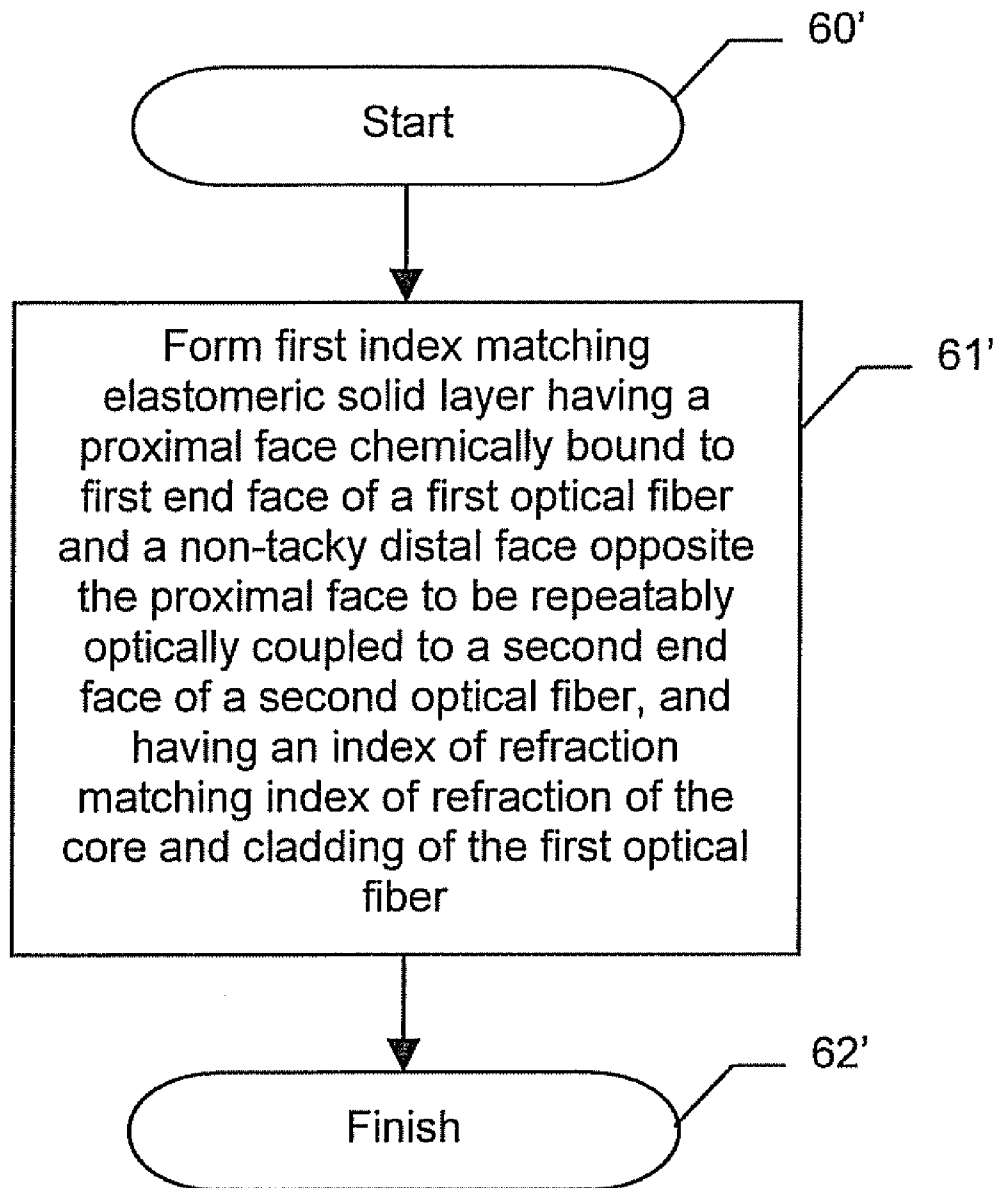 60’
Start
Form first index matching
elastomeric solid layer having a
proximal face chemically bound to
first end face of a first optical fiber
and a non-tacky distal face opposite
the proximal face to be repeatably
optically coupled to a second end
face of a second optical fiber, and
having an index of refraction
matching index of refraction of the
core and cladding of the first optical
fiber
61’
62’
Finish